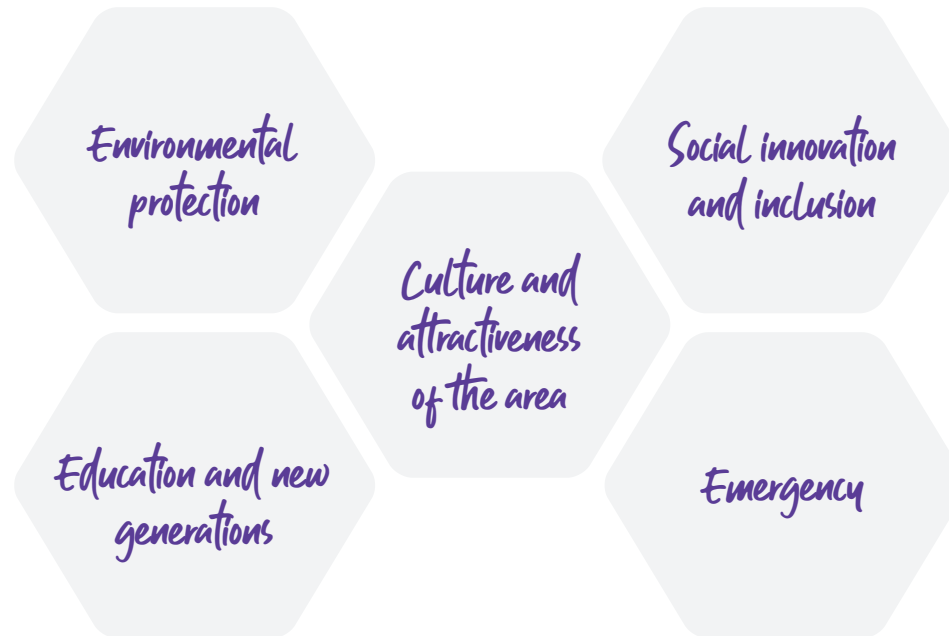 Environmental
protection
Social innovation
and inclusion
Culture and
attractiveness
of the area
Education and new
generations
Emergency